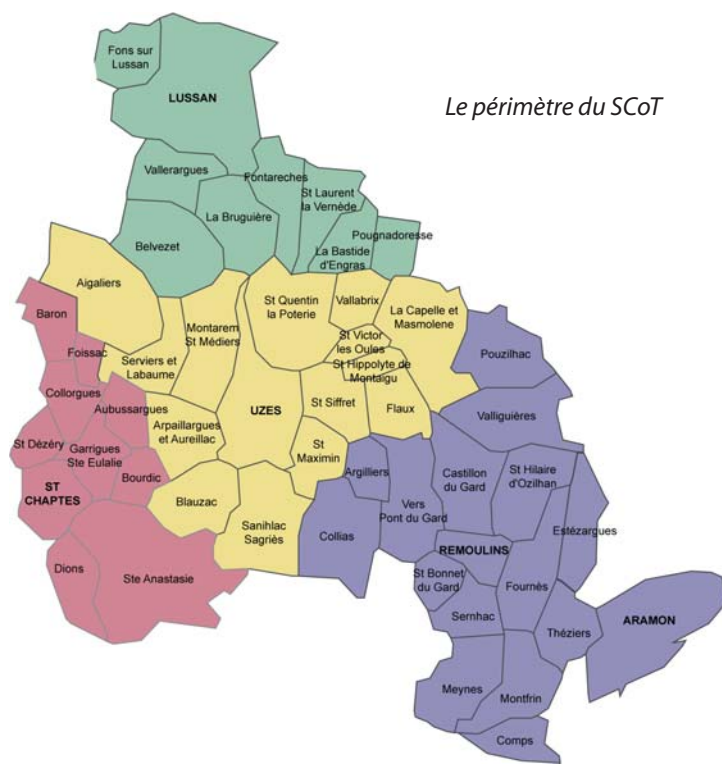 Le périmètre du SCoT
Fons sur
Lussan
LUSSAN
Vallerargues
Fontareches
St Laurent
la Vernède
La Bruguière
Pougnadoresse
Belvezet
La Bastide
d'Engras
Aigaliers
St Quentin
la Poterie
Vallabrix
La Capelle et
Masmolene
Baron
Montarem
St Médiers
St Victor
les Oules
Pouzilhac
Foissac
Serviers et
Labaume
St Hippolyte de
Montaigu
Collorgues
Aubussargues
UZES
St Siffret
Flaux
Valliguières
Arpaillargues
et Aureillac
St Dézéry
Garrigues
Ste Eulalie
St
Maximin
Argilliers
Castillon
du Gard
St Hilaire
d'Ozilhan
ST
CHAPTES
Bourdic
Blauzac
Vers
Pont du Gard
Sanihlac
Sagriès
Collias
Estézargues
REMOULINS
Dions
Ste Anastasie
St Bonnet
du Gard
Fournès
Sernhac
Théziers
ARAMON
Meynes
Montfrin
Comps